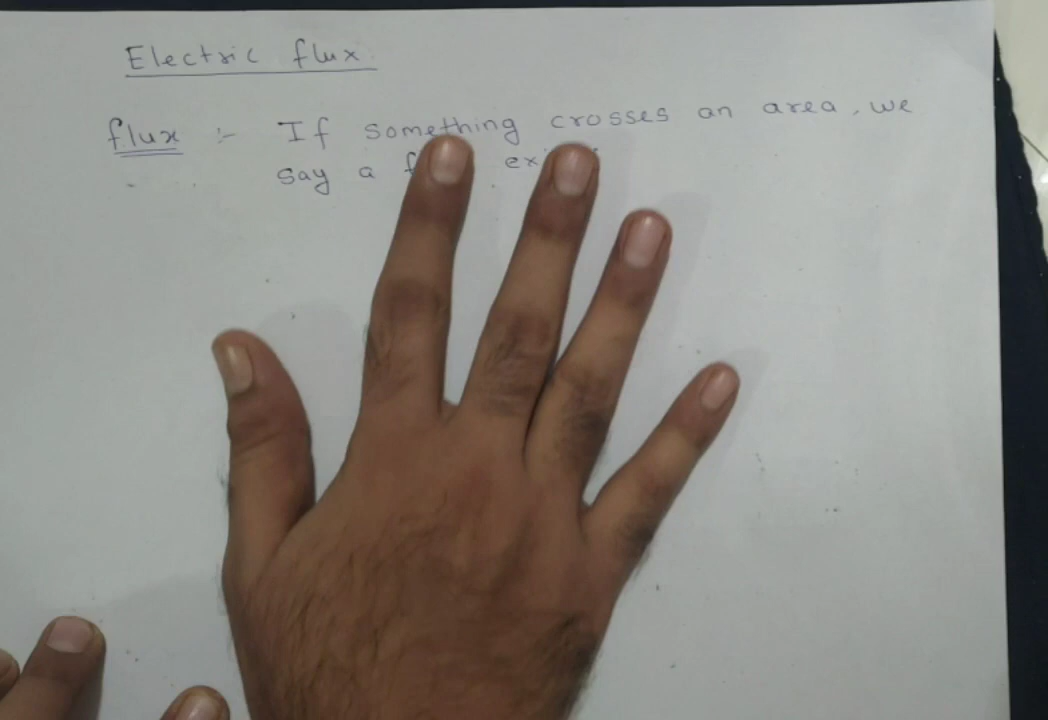 Electric flux.
flux :- If something crosses an area, we
say a